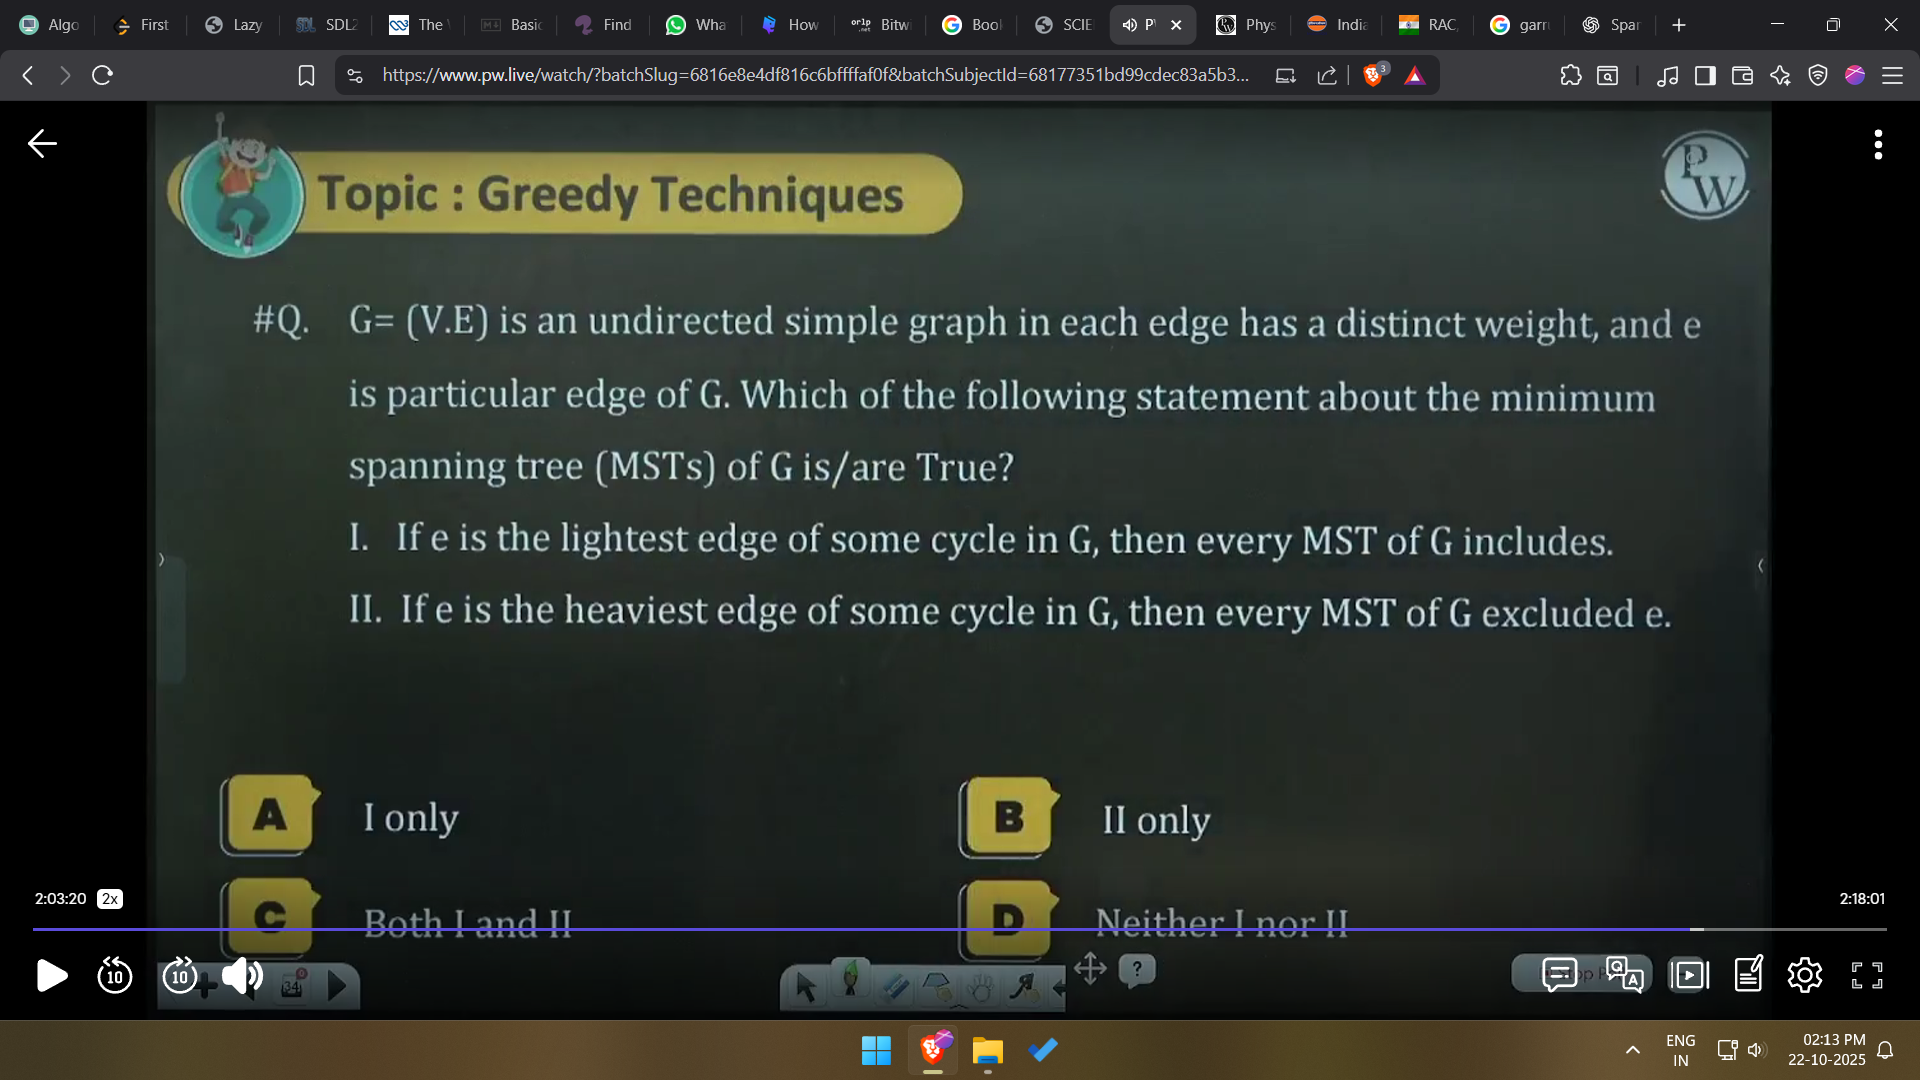 Algo
First
Lazy
SDL2
The
Basic
Find
Wha
How
Bitw
Book
SCIE
Phys
India
RAC,
garr
Spar
https://www.pw.live/watch/?batchSlug=6816e8e4df816c6bffffaf0f&batchSubjectId=68177351bd99cdec83a5b3...
3
Topic : Greedy Techniques
PW
#Q. G= (V.E) is an undirected simple graph in each edge has a distinct weight, and e
is particular edge of G. Which of the following statement about the minimum
spanning tree (MSTs) of G is/are True?
I. If e is the lightest edge of some cycle in G, then every MST of G includes.
II. If e is the heaviest edge of some cycle in G, then every MST of G excluded e.
A I only
B II only
C Both I and II
D Neither I nor II
2:03:20 2x
2:18:01
10
10
34
?
ENG
IN
02:13 PM
22-10-2025